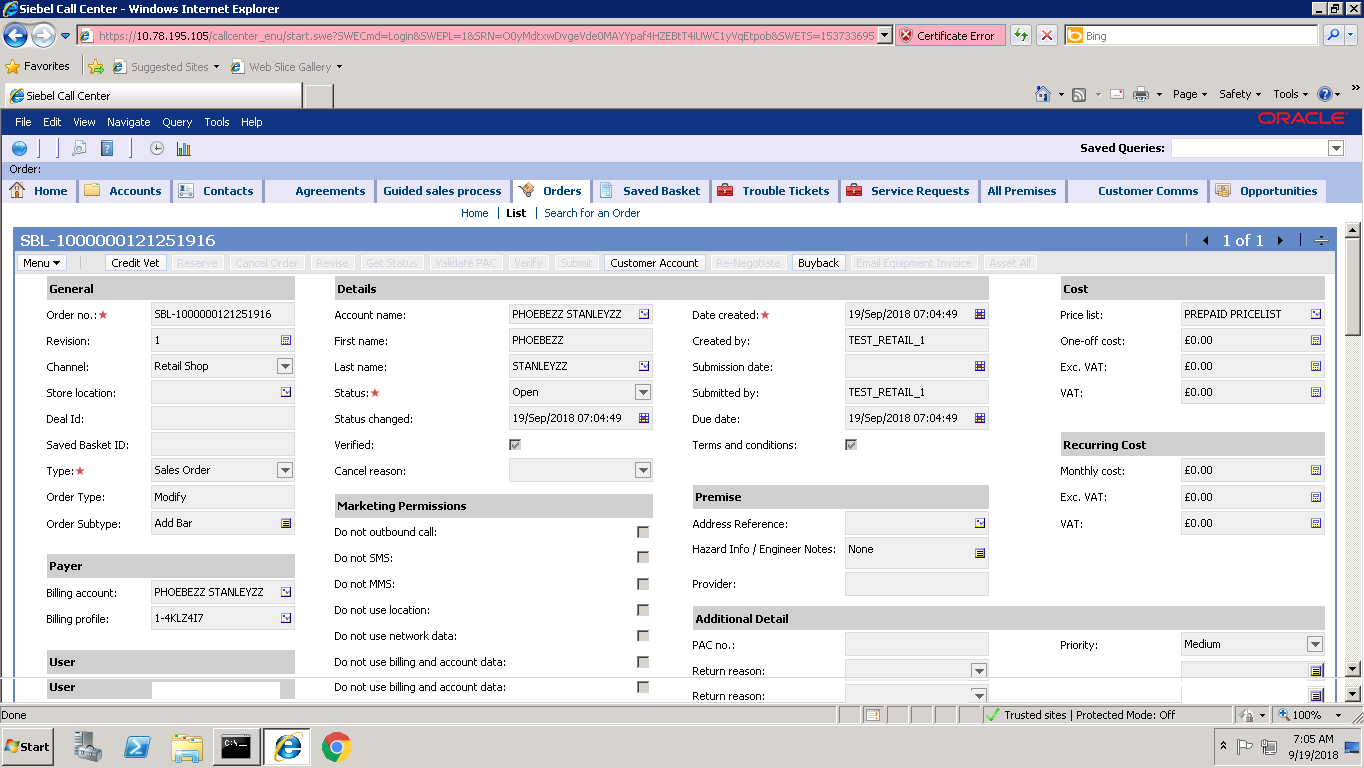 Siebel Call Center - Windows Internet Explorer
https://10.78.195.105/callcenter_enu/start.swe?SWECmd=Login&SWEPL=1&SRN=O0yMdtxwDvgeVde0MAYYpaf4HZEBtT4iUWC1yVqEtpob&SWETS=153733695 Certificate Error Bing
Favorites Suggested Sites Web Slice Gallery
Siebel Call Center Page Safety Tools
File Edit View Navigate Query Tools Help ORACLE
Saved Queries:
Order:
Home Accounts Contacts Agreements Guided sales process Orders Saved Basket Trouble Tickets Service Requests All Premises Customer Comms Opportunities
Home List Search for an Order
SBL-1000000121251916 1 of 1
Menu Credit Vet Reserve Cancel Order Revise Get Status Validate PAC Verify Submit Customer Account Re-Negotiate Buyback Email Equipment Invoice Asset All
General Details Cost
Order no.: SBL-1000000121251916 Account name: PHOEBEZZ STANLEYZZ Date created: 19/Sep/2018 07:04:49 Price list: PREPAID PRICELIST
Revision: 1 First name: PHOEBEZZ Created by: TEST_RETAIL_1 One-off cost: £0.00
Channel: Retail Shop Last name: STANLEYZZ Submission date: Exc. VAT: £0.00
Store location: Status: Open Submitted by: TEST_RETAIL_1 VAT: £0.00
Deal Id: Status changed: 19/Sep/2018 07:04:49 Due date: 19/Sep/2018 07:04:49
Saved Basket ID: Verified: Terms and conditions: Recurring Cost
Type: Sales Order Cancel reason: Monthly cost: £0.00
Order Type: Modify Premise Exc. VAT: £0.00
Marketing Permissions
Order Subtype: Add Bar Address Reference: VAT: £0.00
Do not outbound call:
Do not SMS: Hazard Info / Engineer Notes: None
Payer
Do not MMS: Provider:
Billing account: PHOEBEZZ STANLEYZZ
Do not use location:
Billing profile: 1-4KLZ4I7 Additional Detail
Do not use network data: PAC no.: Priority: Medium
User Do not use billing and account data: Return reason:
User Do not use billing and account data: Return reason:
Done Trusted sites | Protected Mode: Off 100%
Start 7:05 AM
9/19/2018